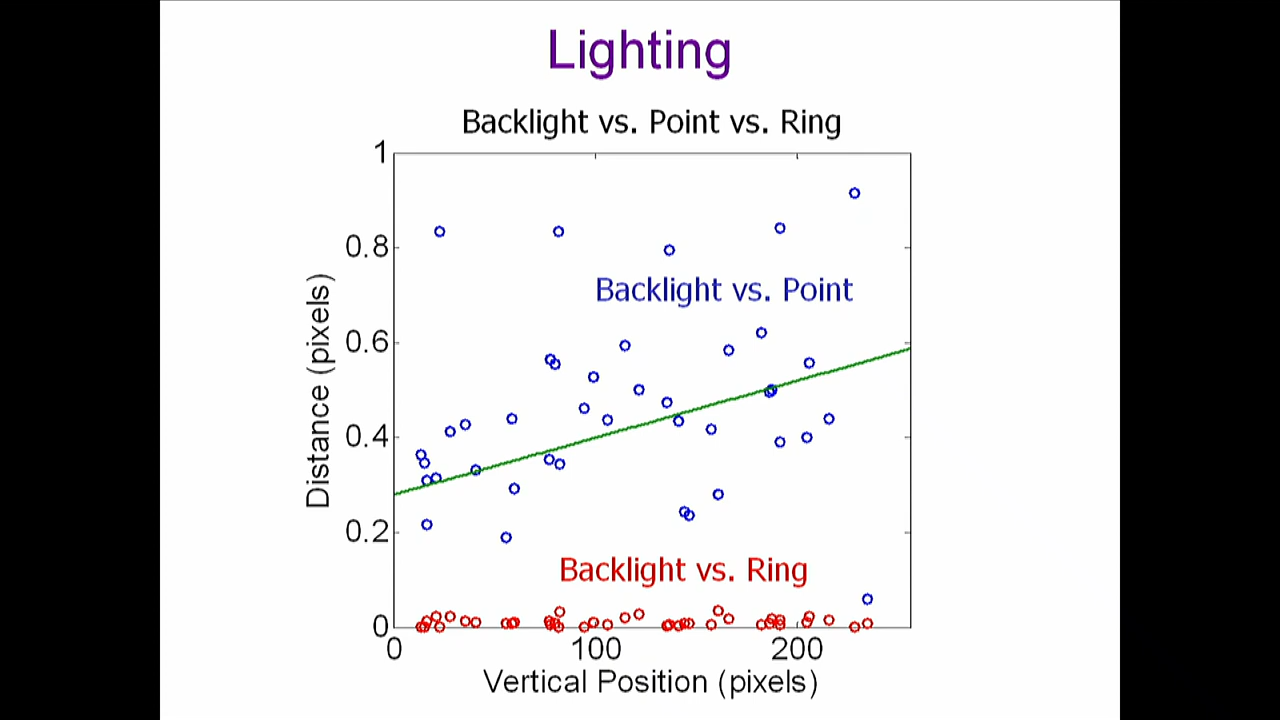 Lighting
Backlight vs. Point vs. Ring
1
0.8
0.6
0.4
0.2
0
Distance (pixels)
Backlight vs. Point
Backlight vs. Ring
0 100 200
Vertical Position (pixels)